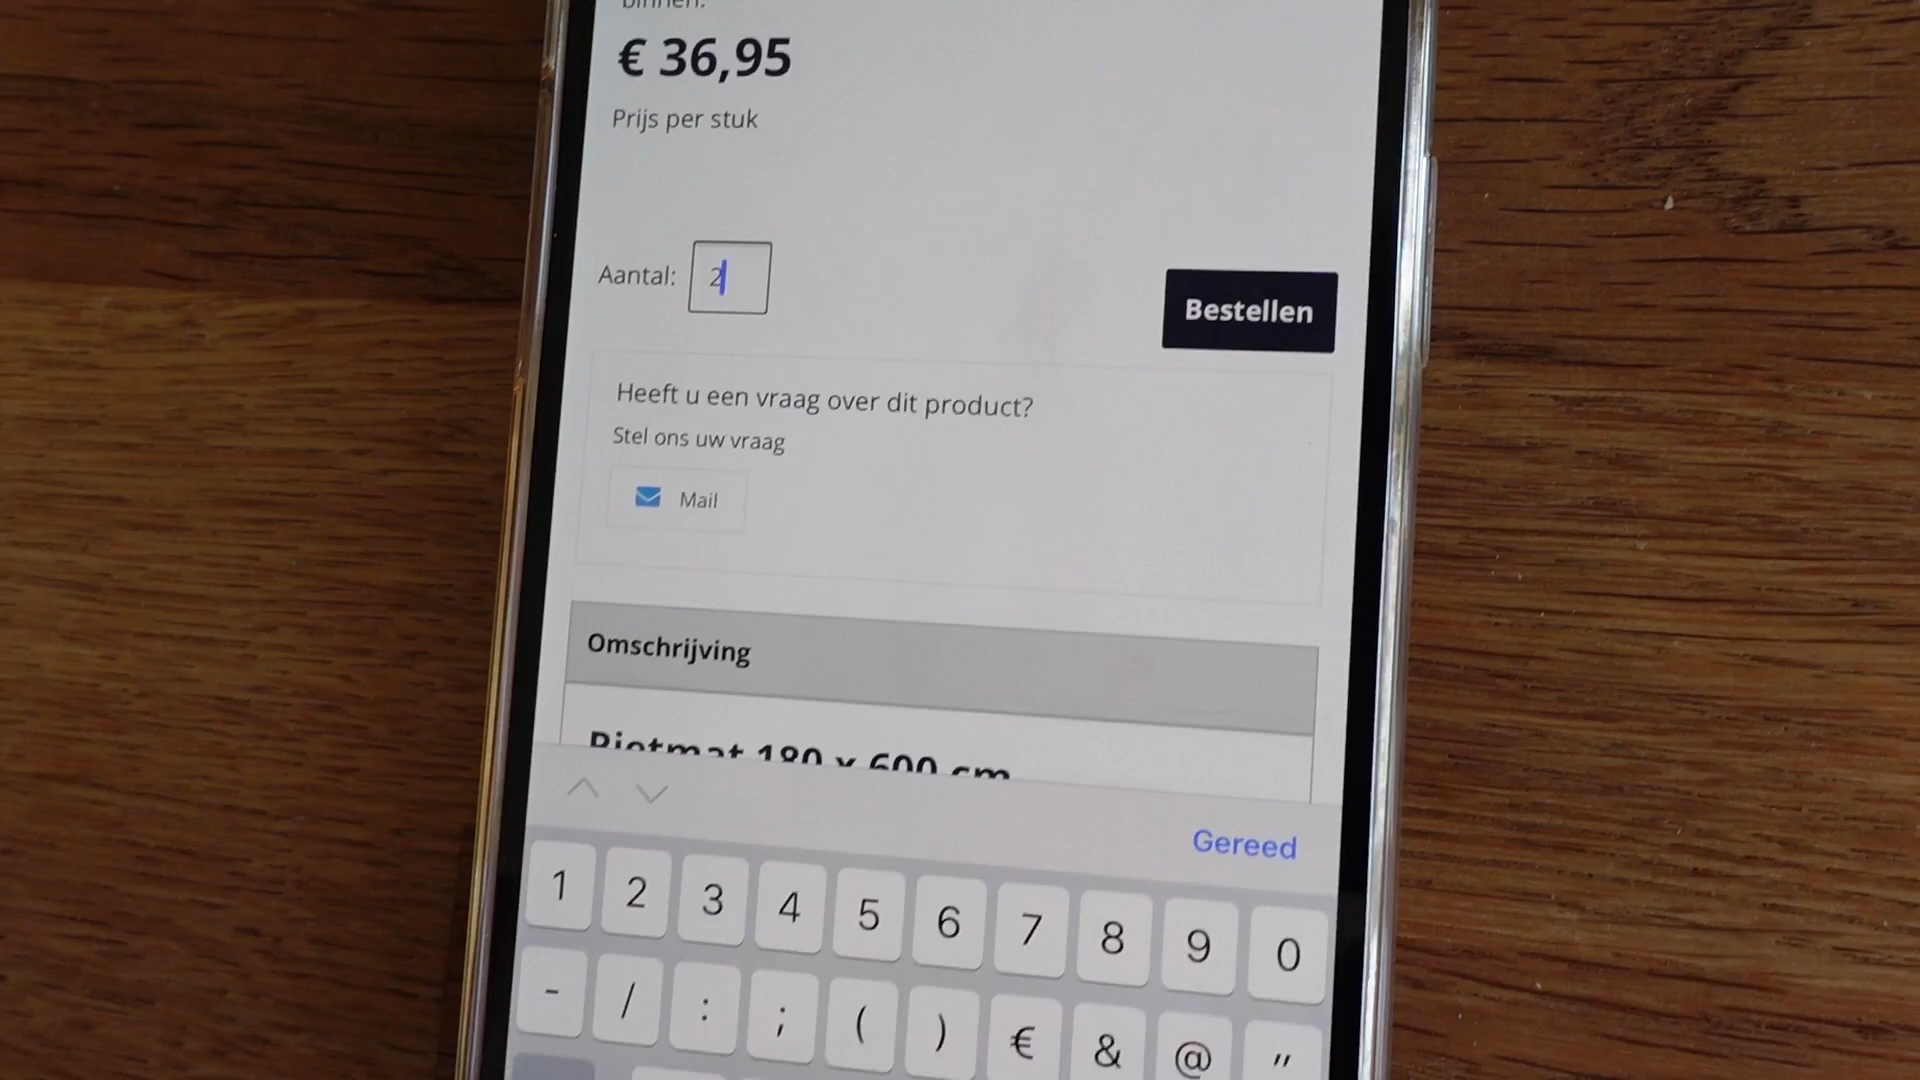 binnen.
€ 36,95
Prijs per stuk
Aantal: 2
Bestellen
Heeft u een vraag over dit product?
Stel ons uw vraag
Mail
Omschrijving
Rietmat 180 x 600 cm
Gereed
1 2 3 4 5 6 7 8 9 0
- / : ; ( ) € & @ "